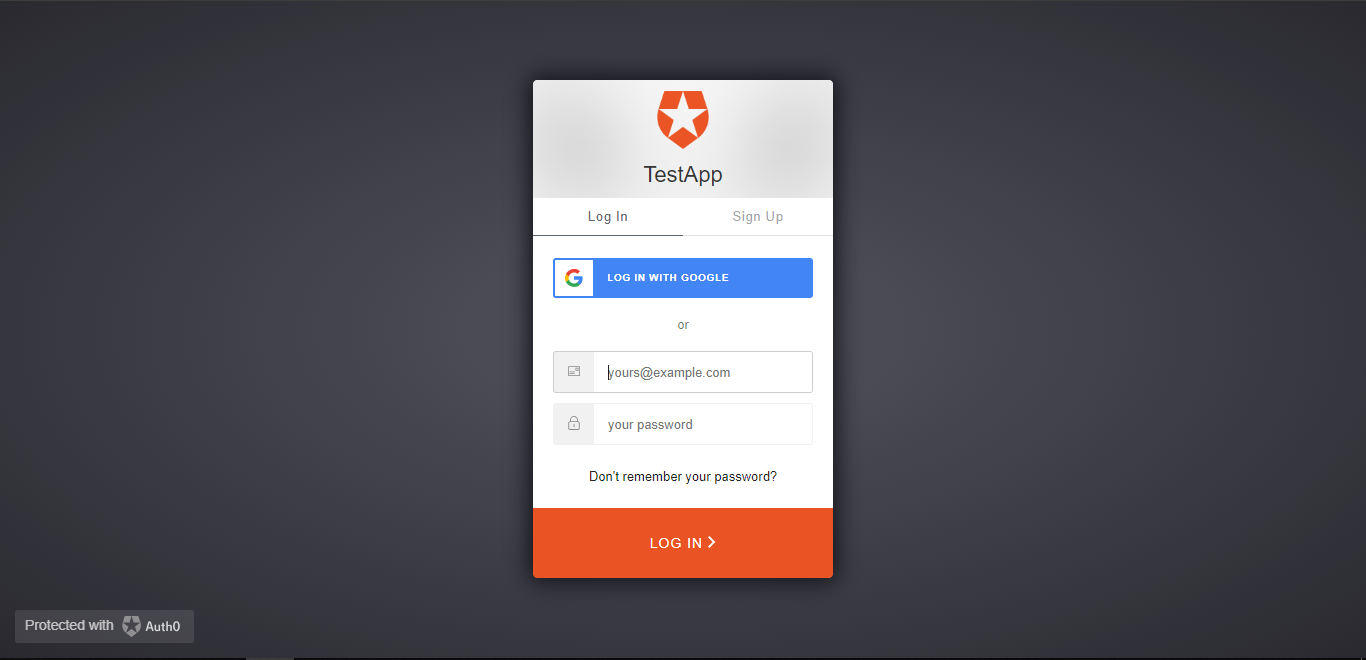 TestApp
Log In
Sign Up
LOG IN WITH GOOGLE
or
yours@example.com
your password
Don't remember your password?
LOG IN
Protected with Auth0